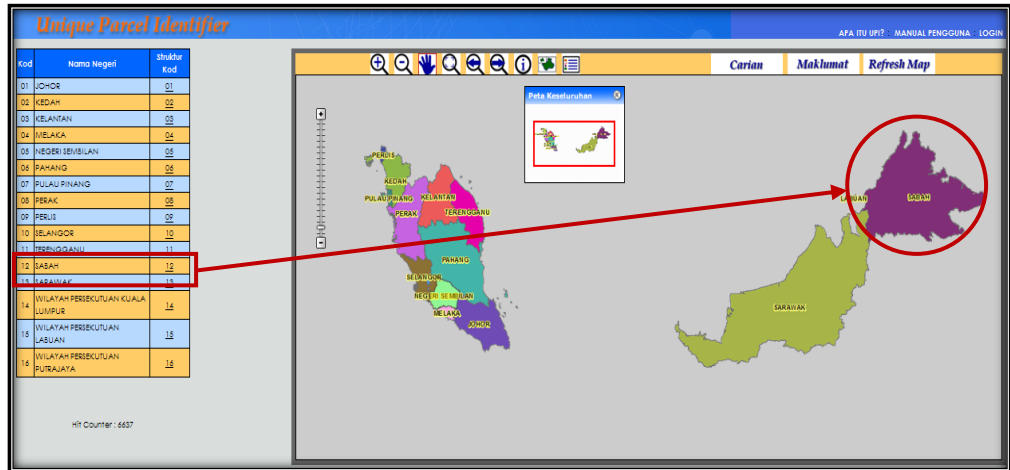 Unique Parcel Identifier
APA ITU UPI? : MANUAL PENGGUNA : LOGIN
Kod Nama Negeri Struktur Kod
01 JOHOR 01
02 KEDAH 02
03 KELANTAN 03
04 MELAKA 04
05 NEGERI SEMBILAN 05
06 PAHANG 06
07 PULAU PINANG 07
08 PERAK 08
09 PERLIS 09
10 SELANGOR 10
11 TERENGGANU 11
12 SABAH 12
13 SARAWAK 13
14 WILAYAH PERSEKUTUAN KUALA LUMPUR 14
15 WILAYAH PERSEKUTUAN LABUAN 15
16 WILAYAH PERSEKUTUAN PUTRAJAYA 16
Hit Counter : 6637
Carian Maklumat Refresh Map
Peta Keseluruhan
PERLIS
KEDAH
PULAU PINANG
KELANTAN
PERAK
TERENGGANU
PAHANG
SELANGOR
NEGERI SEMBILAN
MELAKA
JOHOR
LABUAN
SABAH
SARAWAK